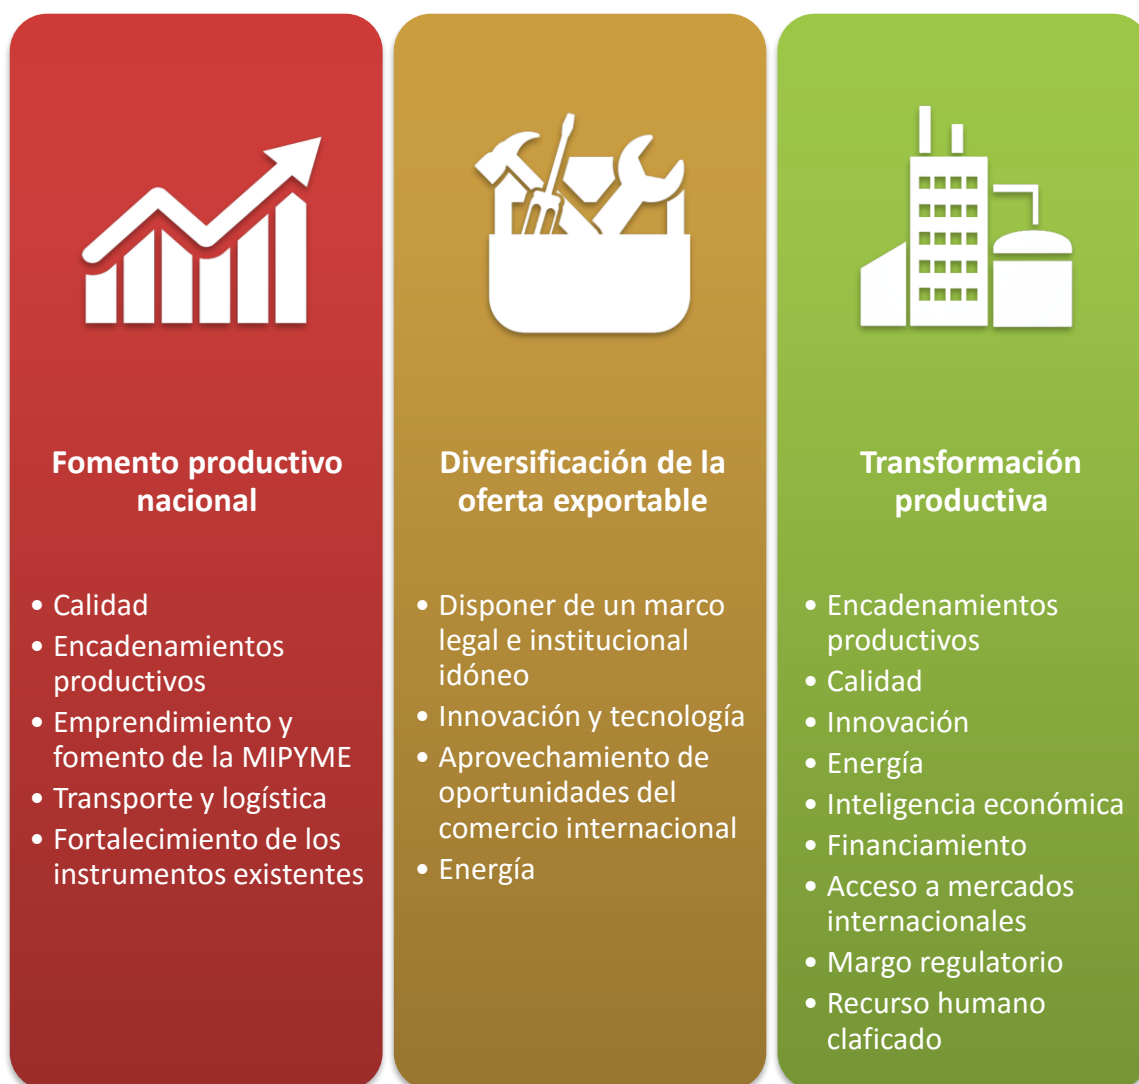 Fomento productivo
nacional
• Calidad
• Encadenamientos
productivos
• Emprendimiento y
fomento de la MIPYME
• Transporte y logística
• Fortalecimiento de los
instrumentos existentes
Diversificación de la
oferta exportable
• Disponer de un marco
legal e institucional
idóneo
• Innovación y tecnología
• Aprovechamiento de
oportunidades del
comercio internacional
• Energía
Transformación
productiva
• Encadenamientos
productivos
• Calidad
• Innovación
• Energía
• Inteligencia económica
• Financiamiento
• Acceso a mercados
internacionales
• Margo regulatorio
• Recurso humano
claficado